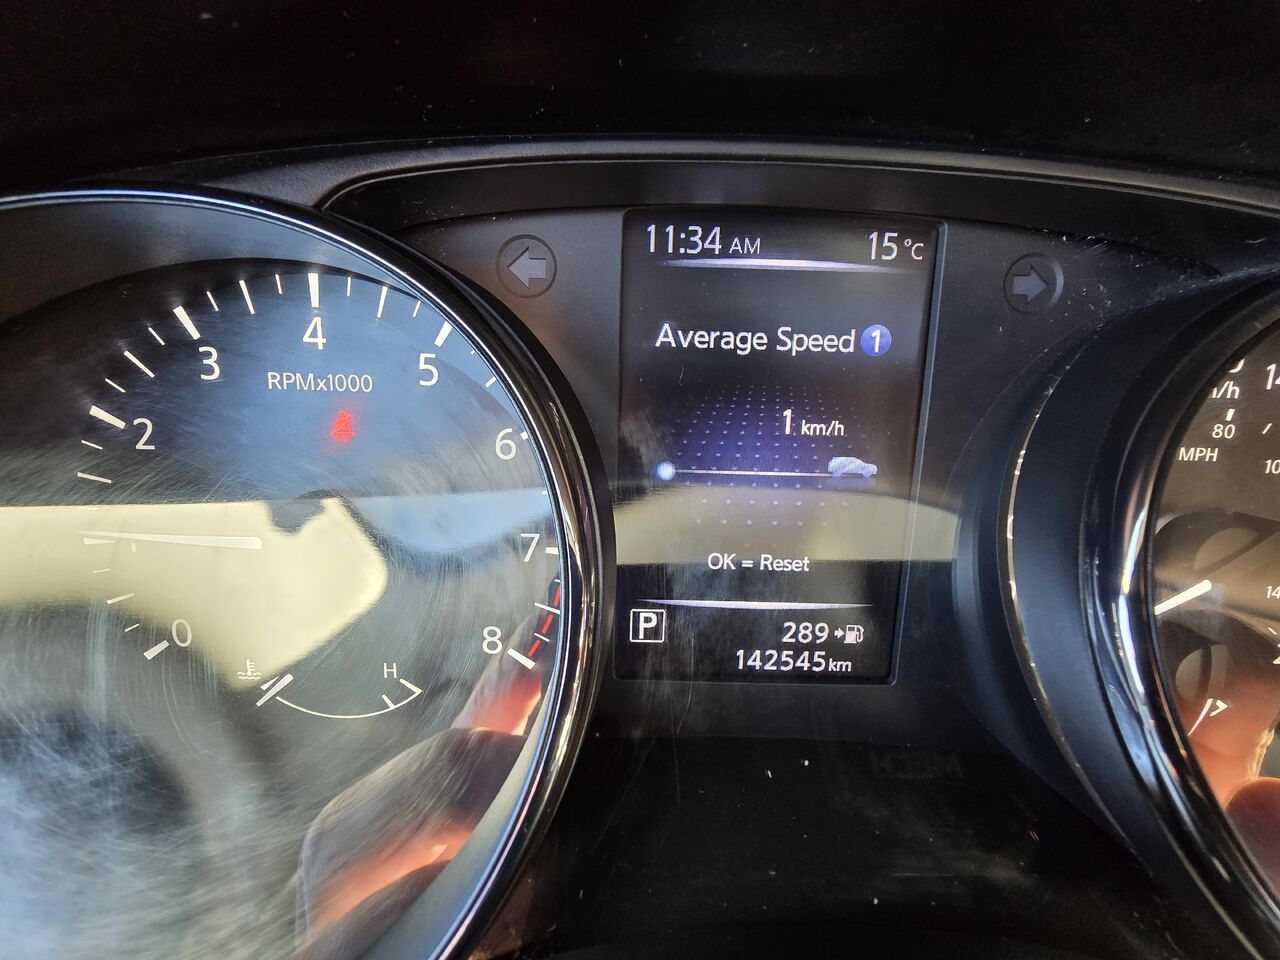 11:34 AM 15°C
Average Speed 1
1 km/h
OK = Reset
P 289
142545km
0
2
3
4
5
6
7
8
RPMx1000
H
80
MPH